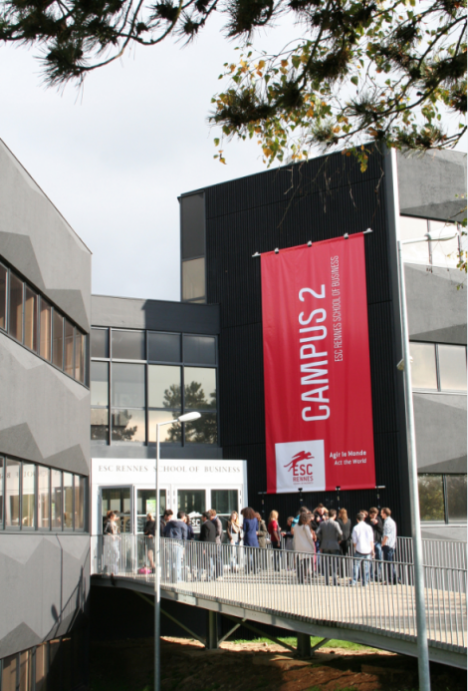 CAMPUS 2
ESC RENNES SCHOOL OF BUSINESS
ESC
RENNES
Agir le Monde
Act the World
ESC RENNES SCHOOL OF BUSINESS